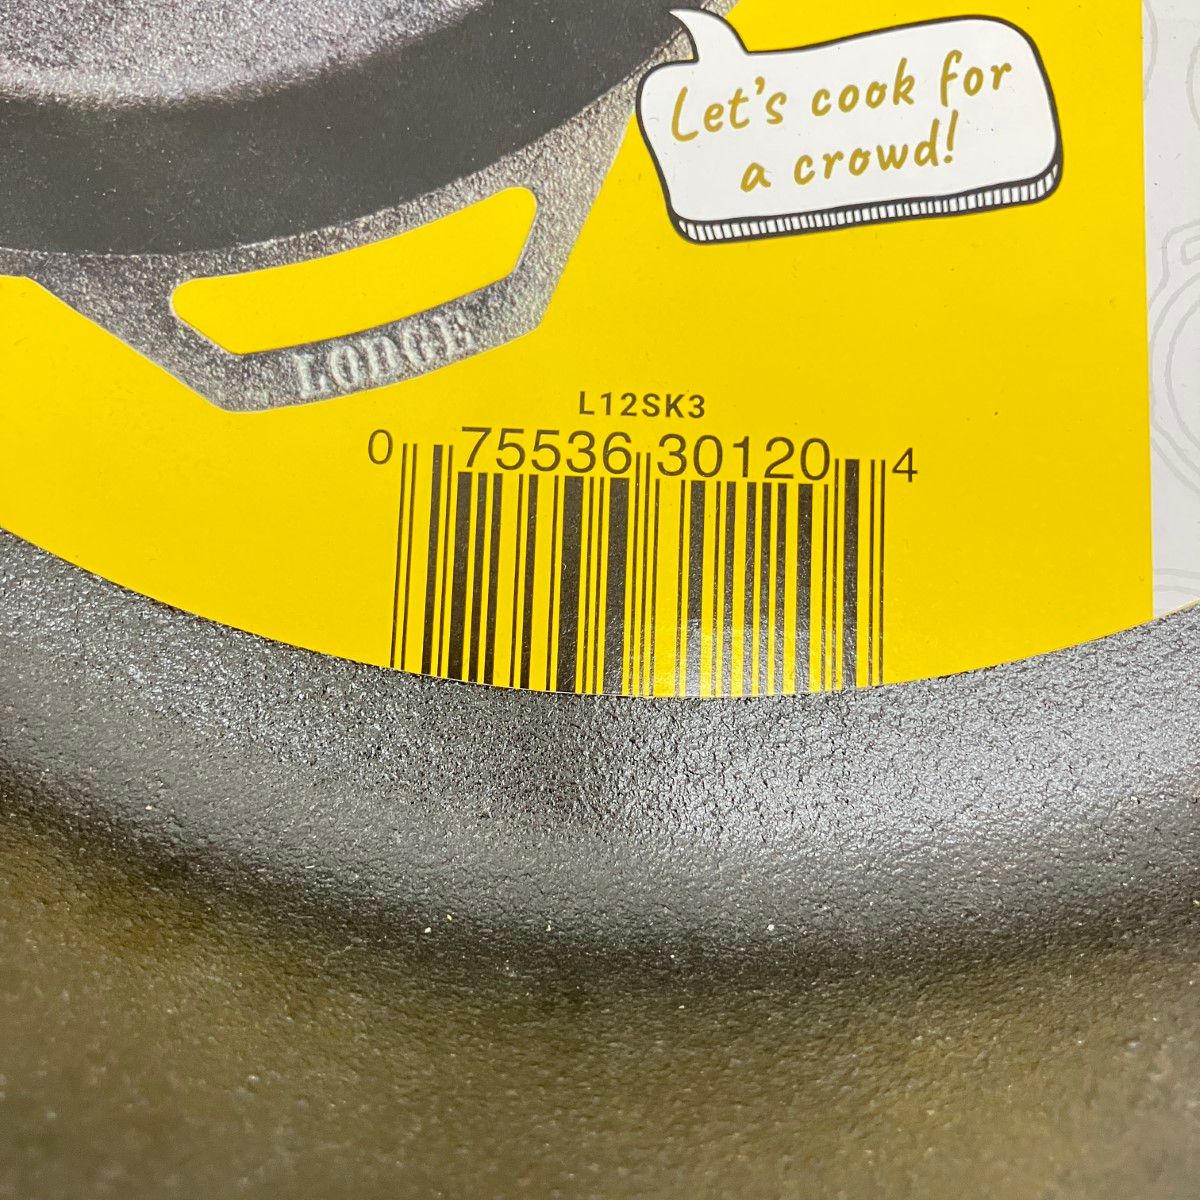 Let's cook for
a crowd!
LODGE
L12SK3
0 75536 30120 4